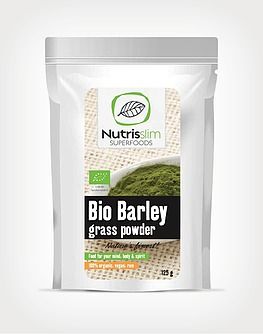 Nutrisslim
SUPERFOODS
Bio Barley
grass powder
Nature's finest!
Food for your mind, body & spirit
100% organic, vegan, raw
125 g